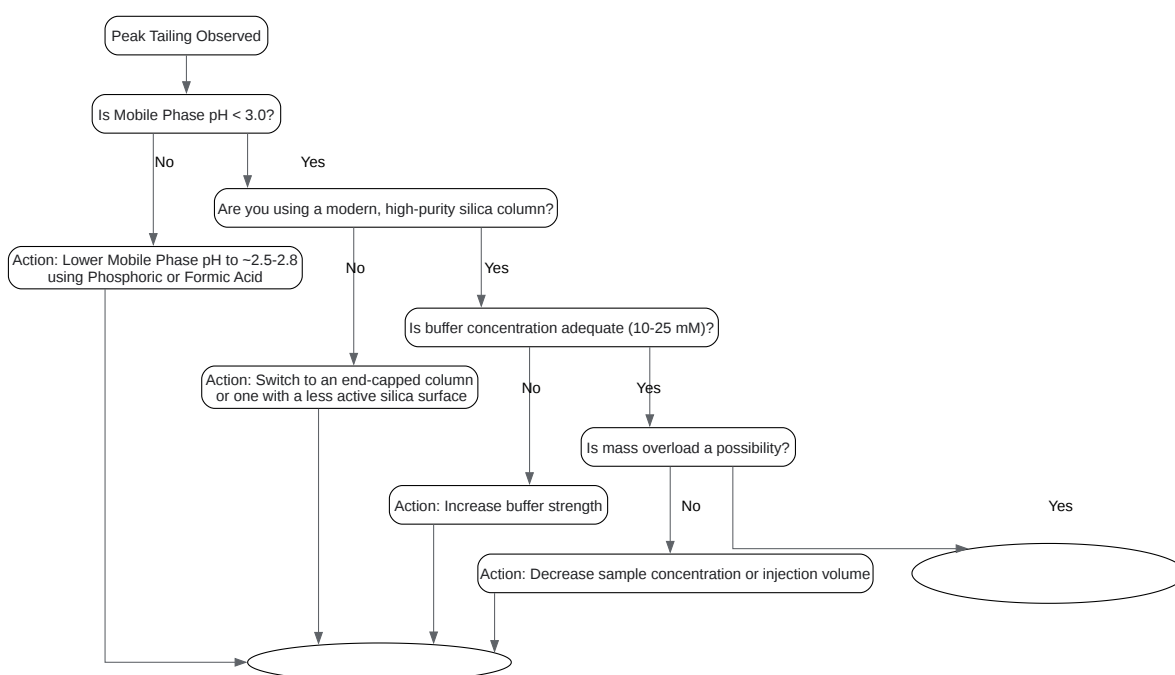 Peak Tailing Observed
Is Mobile Phase pH < 3.0?
No
Yes
Are you using a modern, high-purity silica column?
Action: Lower Mobile Phase pH to ~2.5-2.8
using Phosphoric or Formic Acid
No
Yes
Is buffer concentration adequate (10-25 mM)?
Action: Switch to an end-capped column
or one with a less active silica surface
No
Yes
Is mass overload a possibility?
Action: Increase buffer strength
No
Yes
Action: Decrease sample concentration or injection volume